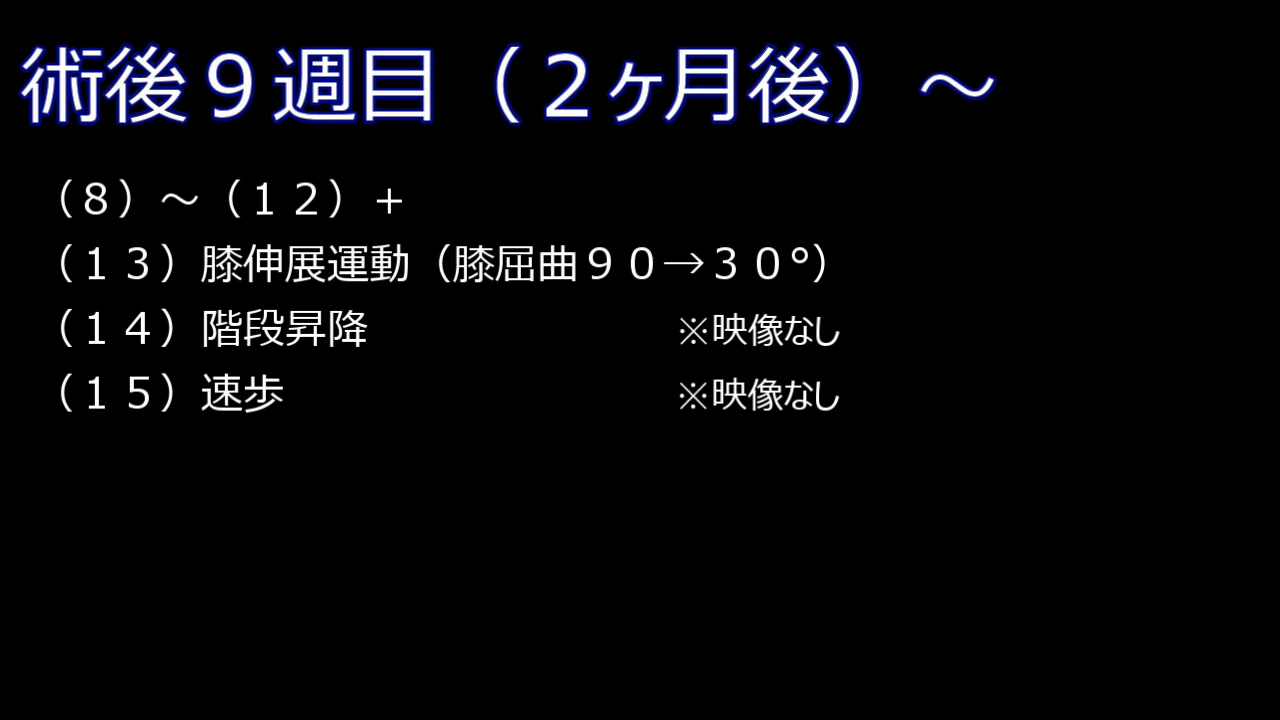 術後９週目（２ヶ月後）～
（８）～（１２）＋
（１３）膝伸展運動（膝屈曲９０→３０°）
（１４）階段昇降　※映像なし
（１５）速歩　※映像なし